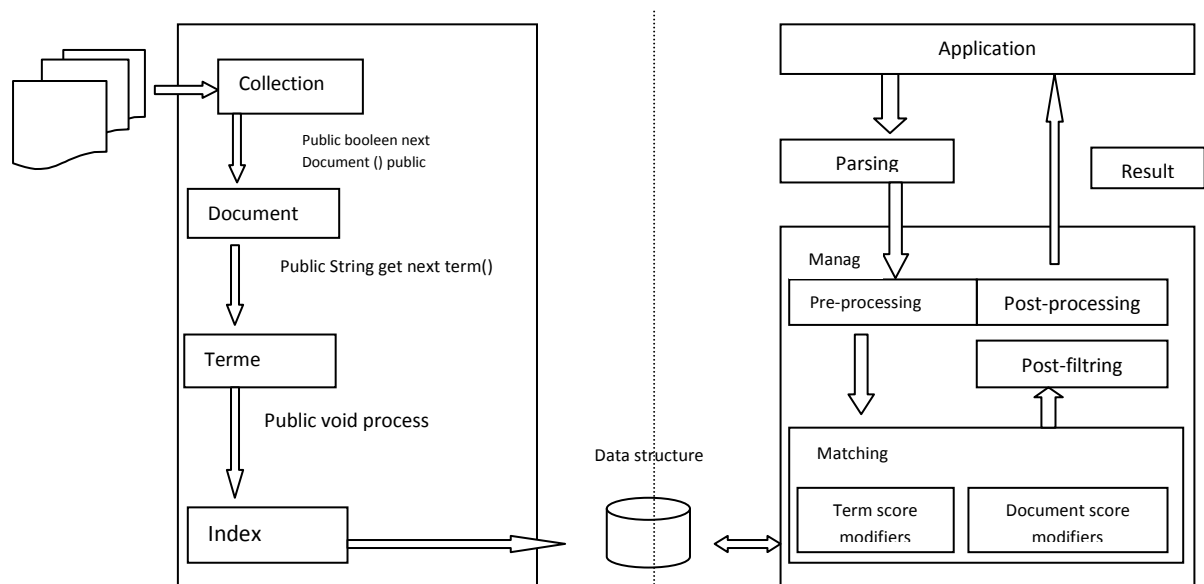 Collection
Public booleen next
Document () public
Document
Public String get next term()
Terme
Public void process
Index
Data structure
Application
Parsing
Result
Manag
Pre-processing
Post-processing
Post-filtring
Matching
Term score
modifiers
Document score
modifiers